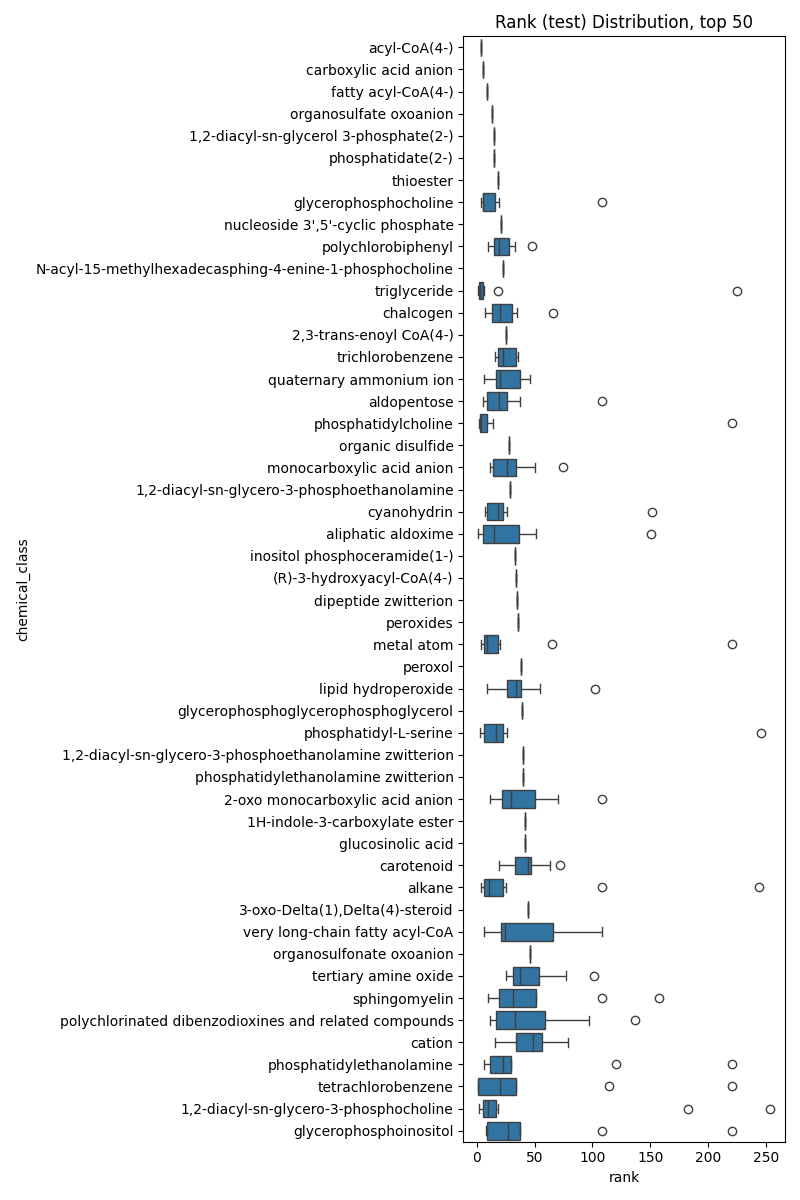 Rank (test) Distribution, top 50
acyl-CoA(4-)
carboxylic acid anion
fatty acyl-CoA(4-)
organosulfate oxoanion
1,2-diacyl-sn-glycerol 3-phosphate(2-)
phosphatidate(2-)
thioester
glycerophosphocholine
nucleoside 3',5'-cyclic phosphate
polychlorobiphenyl
N-acyl-15-methylhexadecasphing-4-enine-1-phosphocholine
triglyceride
chalcogen
2,3-trans-enoyl CoA(4-)
trichlorobenzene
quaternary ammonium ion
aldopentose
phosphatidylcholine
organic disulfide
monocarboxylic acid anion
1,2-diacyl-sn-glycero-3-phosphoethanolamine
cyanohydrin
aliphatic aldoxime
inositol phosphoceramide(1-)
(R)-3-hydroxyacyl-CoA(4-)
dipeptide zwitterion
peroxides
metal atom
peroxol
lipid hydroperoxide
glycerophosphoglycerophosphoglycerol
phosphatidyl-L-serine
1,2-diacyl-sn-glycero-3-phosphoethanolamine zwitterion
phosphatidylethanolamine zwitterion
2-oxo monocarboxylic acid anion
1H-indole-3-carboxylate ester
glucosinolic acid
carotenoid
alkane
3-oxo-Delta(1),Delta(4)-steroid
very long-chain fatty acyl-CoA
organosulfonate oxoanion
tertiary amine oxide
sphingomyelin
polychlorinated dibenzodioxines and related compounds
cation
phosphatidylethanolamine
tetrachlorobenzene
1,2-diacyl-sn-glycero-3-phosphocholine
glycerophosphoinositol
chemical_class
0 50 100 150 200 250
rank